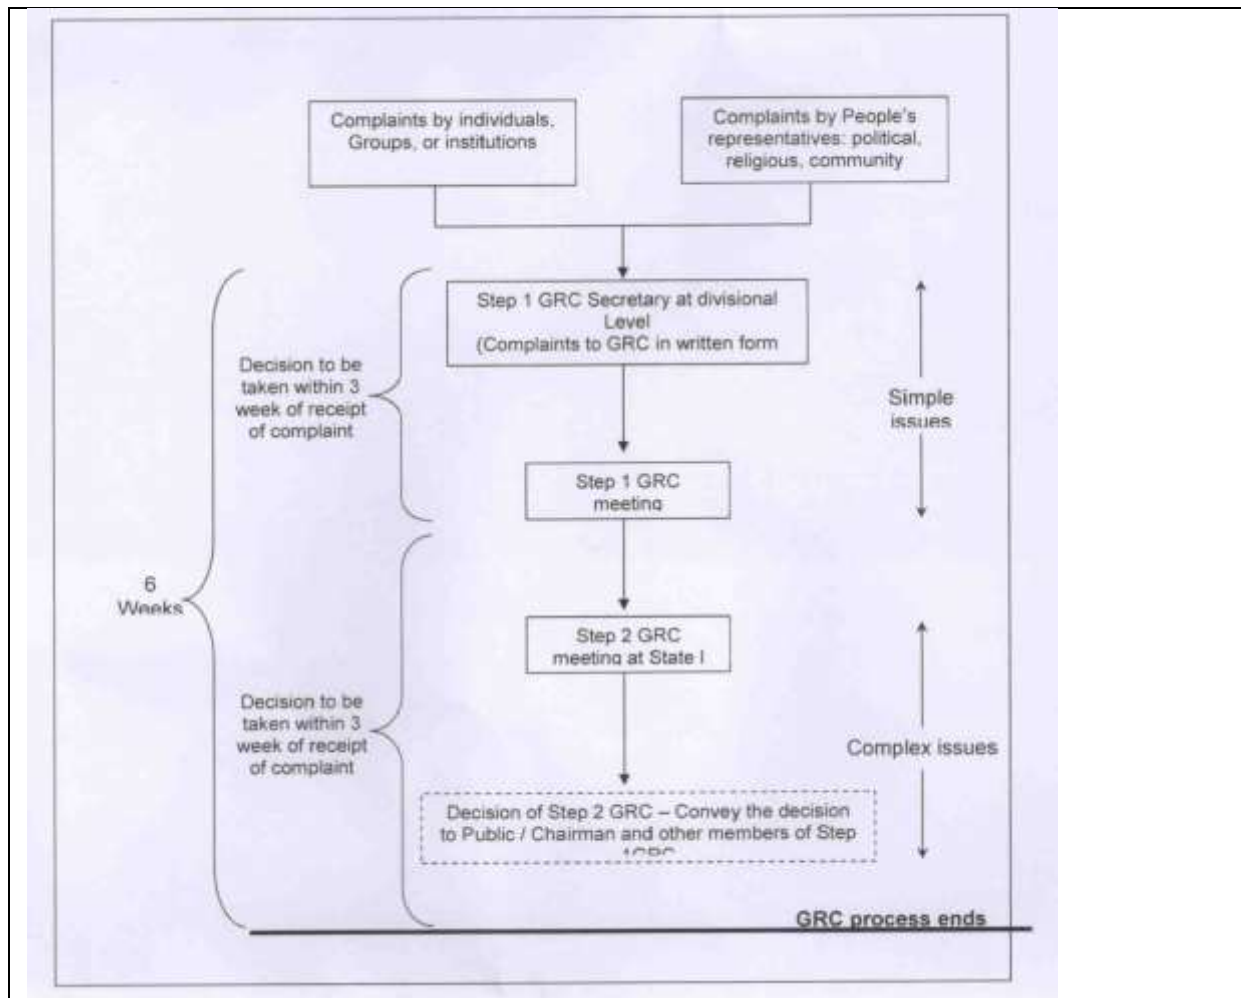 Complaints by individuals,
Groups, or institutions
Complaints by People's
representatives: political,
religious, community
Step 1 GRC Secretary at divisional
Level
(Complaints to GRC in written form
Decision to be
taken within 3
week of receipt
of complaint
Simple
issues
Step 1 GRC
meeting
6
Weeks
Step 2 GRC
meeting at State
Decision to be
taken within 3
week of receipt
of complaint
Complex issues
Decision of Step 2 GRC – Convey the decision
to Public / Chairman and other members of Step
GRC process ends